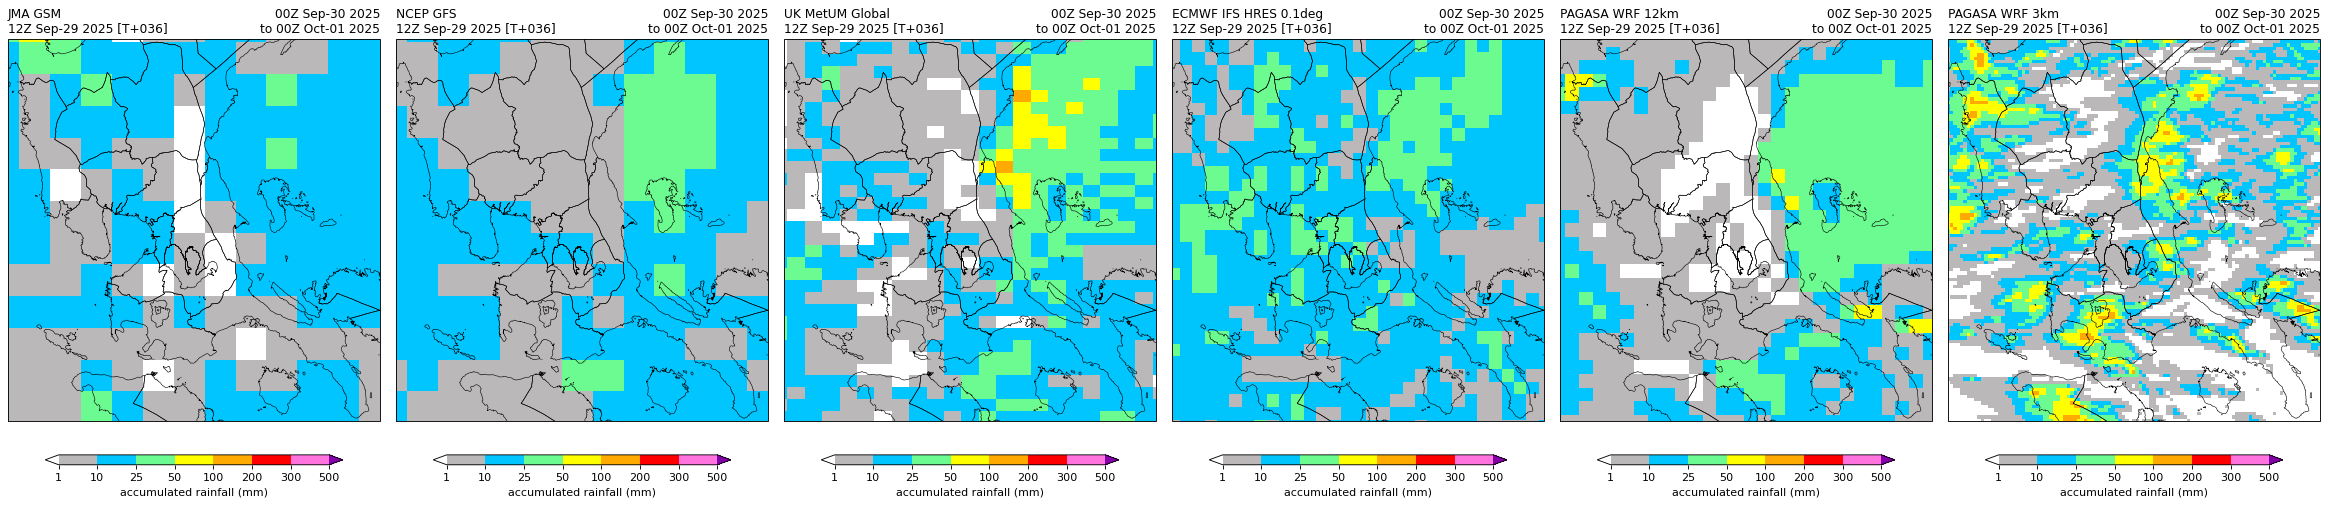 JMA GSM 00Z Sep-30 2025
12Z Sep-29 2025 [T+036] to 00Z Oct-01 2025
1 10 25 50 100 200 300 500
accumulated rainfall (mm)
NCEP GFS 00Z Sep-30 2025
12Z Sep-29 2025 [T+036] to 00Z Oct-01 2025
1 10 25 50 100 200 300 500
accumulated rainfall (mm)
UK MetUM Global 00Z Sep-30 2025
12Z Sep-29 2025 [T+036] to 00Z Oct-01 2025
1 10 25 50 100 200 300 500
accumulated rainfall (mm)
ECMWF IFS HRES 0.1deg 00Z Sep-30 2025
12Z Sep-29 2025 [T+036] to 00Z Oct-01 2025
1 10 25 50 100 200 300 500
accumulated rainfall (mm)
PAGASA WRF 12km 00Z Sep-30 2025
12Z Sep-29 2025 [T+036] to 00Z Oct-01 2025
1 10 25 50 100 200 300 500
accumulated rainfall (mm)
PAGASA WRF 3km 00Z Sep-30 2025
12Z Sep-29 2025 [T+036] to 00Z Oct-01 2025
1 10 25 50 100 200 300 500
accumulated rainfall (mm)